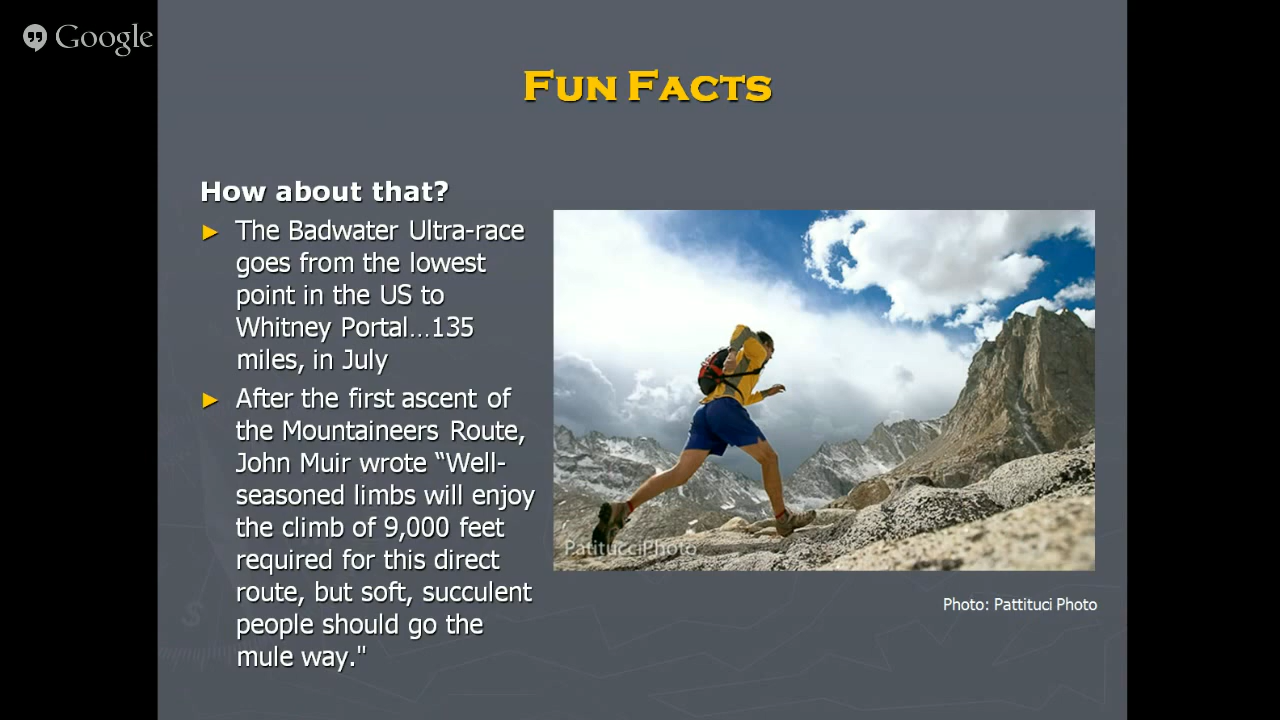 Google
Fun Facts
How about that?
► The Badwater Ultra-race
goes from the lowest
point in the US to
Whitney Portal…135
miles, in July
► After the first ascent of
the Mountaineers Route,
John Muir wrote “Well-
seasoned limbs will enjoy
the climb of 9,000 feet
required for this direct
route, but soft, succulent
people should go the
mule way."
PatitucciPhoto
Photo: Pattituci Photo